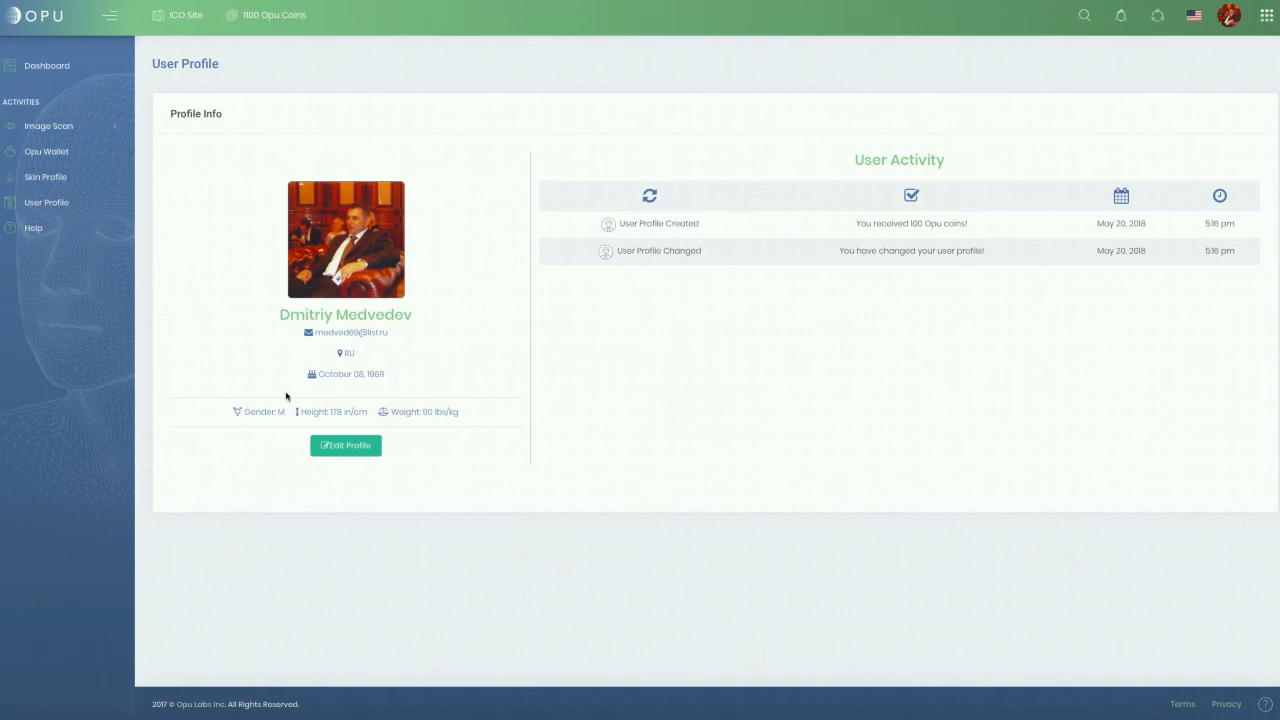 OPU
ICO Site
1100 Opu Coins
Dashboard
ACTIVITIES
Image Scan
Opu Wallet
Skin Profile
User Profile
Help
User Profile
Profile Info
Dmitriy Medvedev
medved69@list.ru
RU
October 08, 1969
Gender: M Height: 178 in/cm Weight: 90 lbs/kg
Edit Profile
User Activity
User Profile Created You received 100 Opu coins! May 20, 2018 5:16 pm
User Profile Changed You have changed your user profile! May 20, 2018 5:16 pm
2017 © Opu Labs Inc. All Rights Reserved.
Terms Privacy